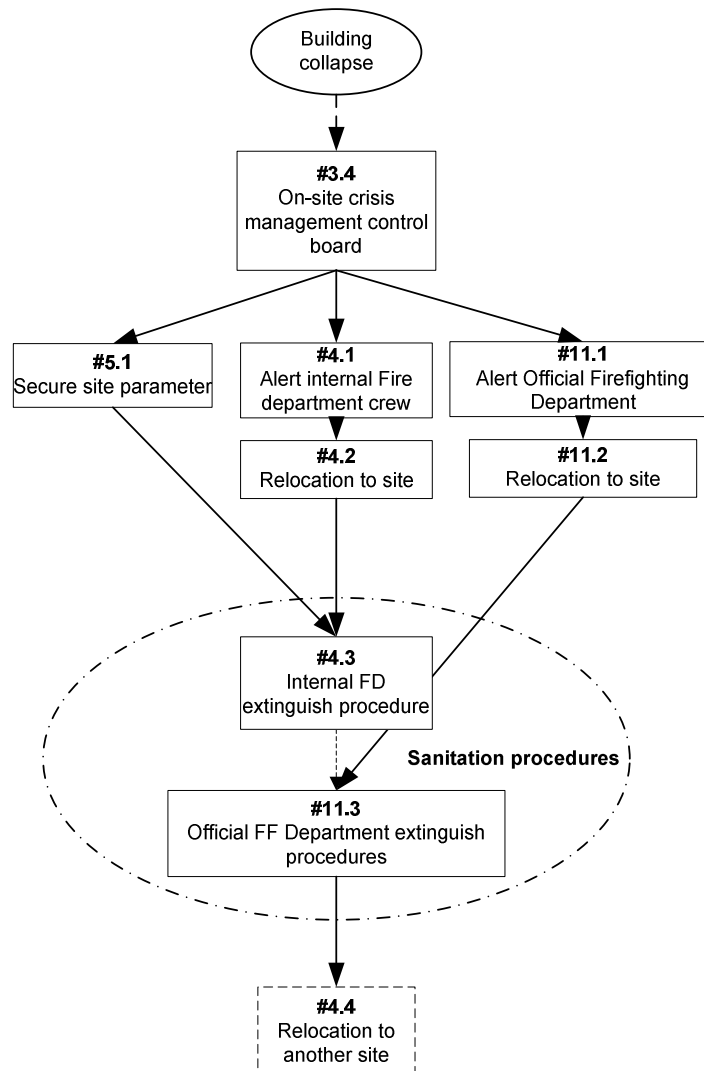 Building
collapse
#3.4
On-site crisis
management control
board
#5.1
Secure site parameter
#4.1
Alert internal Fire
department crew
#11.1
Alert Official Firefighting
Department
#4.2
Relocation to site
#11.2
Relocation to site
#4.3
Internal FD
extinguish procedure
Sanitation procedures
#11.3
Official FF Department extinguish
procedures
#4.4
Relocation to
another site